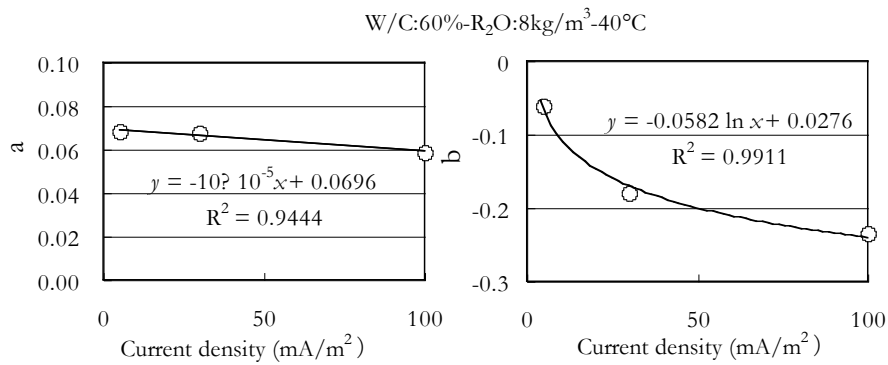 W/C:60%-R₂O:8kg/m³-40°C
0.10
0.08
0.06
0.04
0.02
0.00
a
y = -10? 10⁻⁵x + 0.0696
R² = 0.9444
0
50
100
Current density (mA/m²)
0
-0.1
-0.2
-0.3
b
y = -0.0582 ln x + 0.0276
R² = 0.9911
0
50
100
Current density (mA/m²)